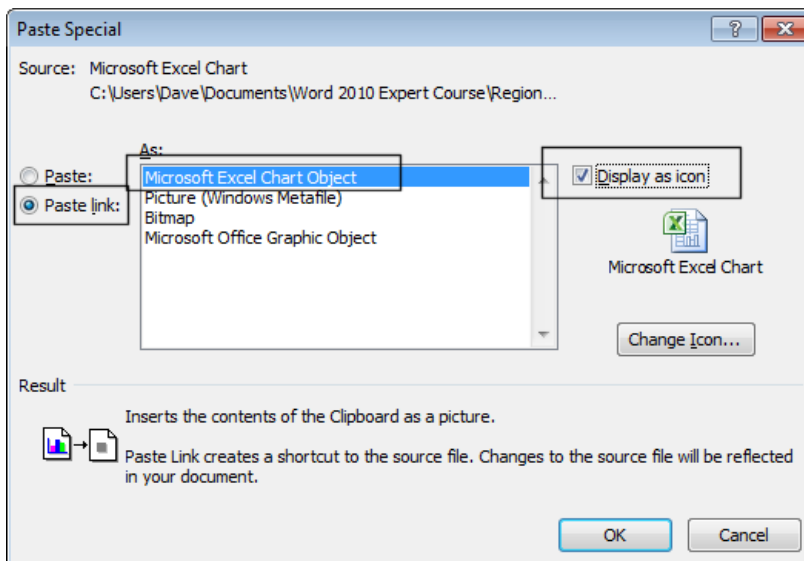 Paste Special
Source: Microsoft Excel Chart
C:\Users\Dave\Documents\Word 2010 Expert Course\Region...
As:
Paste:
Paste link:
Microsoft Excel Chart Object
Picture (Windows Metafile)
Bitmap
Microsoft Office Graphic Object
Display as icon
Microsoft Excel Chart
Change Icon...
Result
Inserts the contents of the Clipboard as a picture.
Paste Link creates a shortcut to the source file. Changes to the source file will be reflected
in your document.
OK
Cancel